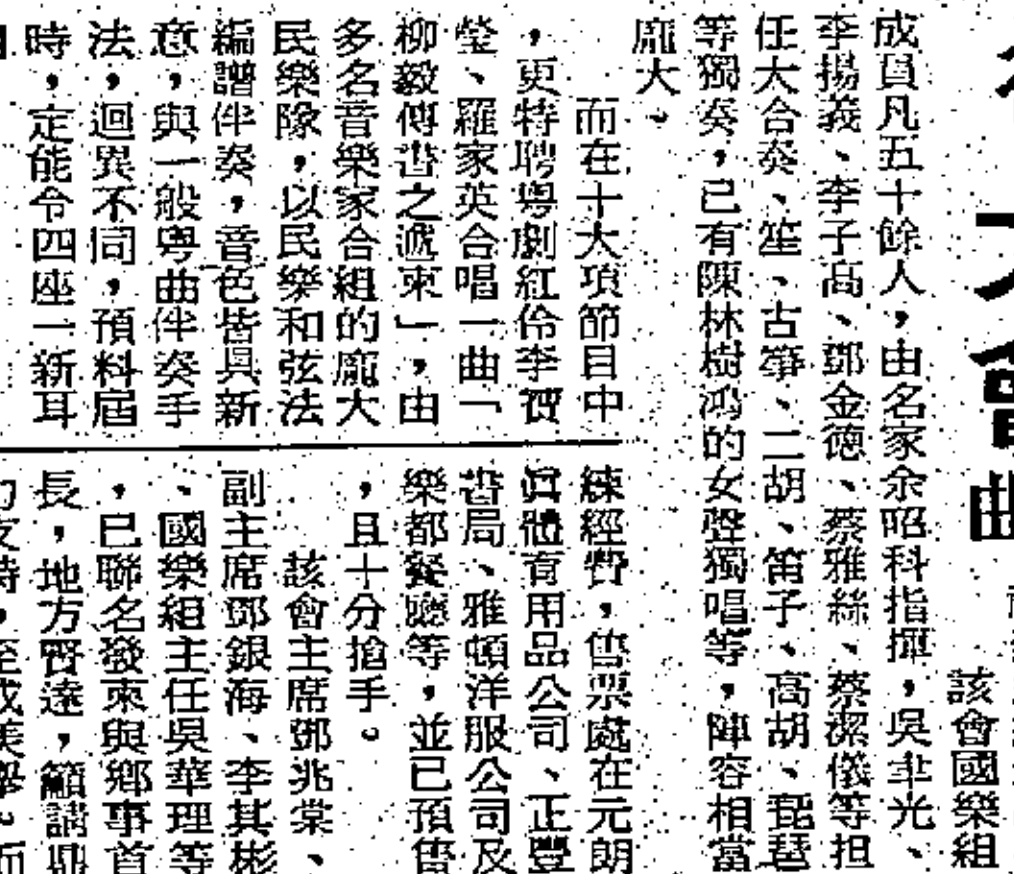 該會國樂組
成員凡五十餘人，由名家余昭科指揮，吳聿光、
李揚義、李子高、鄧金德、蔡雅絲、蔡潔儀等担
任大合奏、笙、古箏、二胡、笛子、高胡、琵琶
等獨奏，已有陳林樹鴻的女聲獨唱等，陣容相當
龐大。
而在十大項節目中
，更特聘粵劇紅伶李寶
瑩、羅家英合唱一曲「
柳毅傳書之遞柬」，由
多名音樂家合組的龐大
民樂隊，以民樂和弦法
編譜伴奏，音色皆具新
意，與一般粵曲伴奏手
法，迴異不同，預料屆
時，定能令四座一新耳
練經費，售票處在元朗
眞體育用品公司、正豐
書局、雅頓洋服公司及
樂都餐廳等，並已預售
，且十分搶手。
該會主席鄧兆棠、
副主席鄧銀海、李其彬
、國樂組主任吳華理等
，已聯名發柬與鄉事首
長，地方賢達，籲請鼎